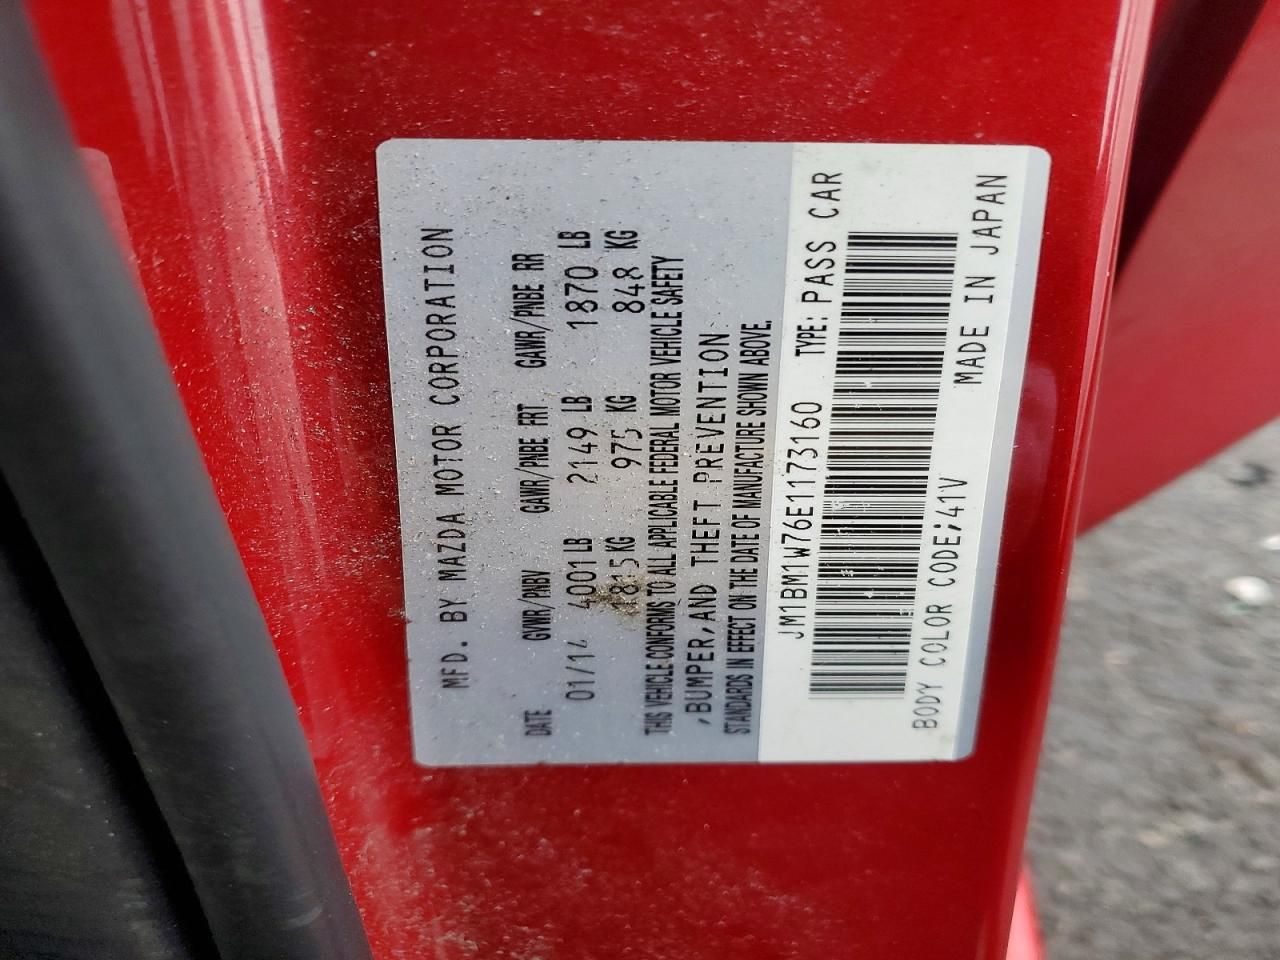 MFD. BY MAZDA MOTOR CORPORATION
DATE GVWR/PNBV GAWR/PNBE FRT GAWR/PNBE RR
01/14 4001 LB 2149 LB 1870 LB
1815 KG 975 KG 848 KG
THIS VEHICLE CONFORMS TO ALL APPLICABLE FEDERAL MOTOR VEHICLE SAFETY
,BUMPER,AND THEFT PREVENTION
STANDARDS IN EFFECT ON THE DATE OF MANUFACTURE SHOWN ABOVE.
JM1BM1W76E1173160 TYPE: PASS CAR
BODY COLOR CODE;41V MADE IN JAPAN